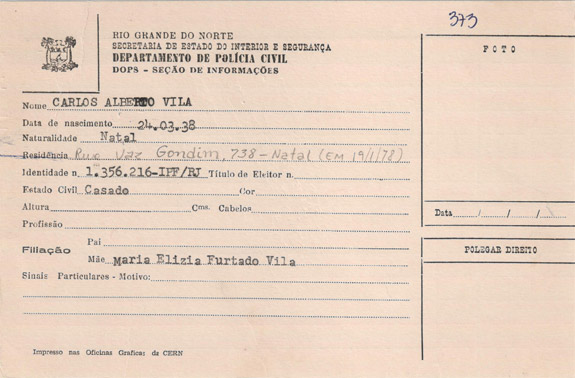 373
RIO GRANDE DO NORTE
SECRETARIA DE ESTADO DO INTERIOR E SEGURANÇA
DEPARTAMENTO DE POLÍCIA CIVIL
DOPS - SEÇÃO DE INFORMAÇÕES
FOTO
Nome CARLOS ALBERTO VILA
Data de nascimento 24.03.38
Naturalidade Natal
Residência Rua Vaz Gondim, 738 - Natal (EM 19/1/78)
Identidade n. 1.356.216-IPF/RJ Título de Eleitor n.
Estado Civil Casado Cor
Altura Cms. Cabelos
Data / / /
Profissão
Filiação
Pai
Mãe Maria Elizia Furtado Vila
POLEGAR DIREITO
Sinais Particulares - Motivo:
Impresso nas Oficinas Graficas da CERN